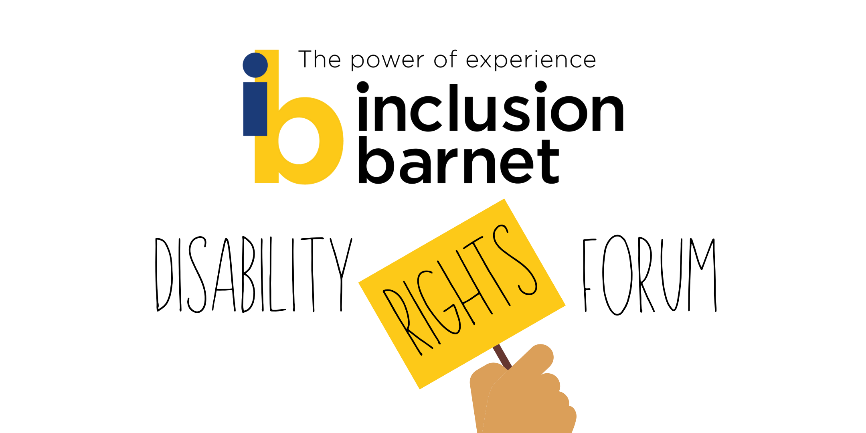 The power of experience
ib inclusion
barnet
DISABILITY RIGHTS FORUM